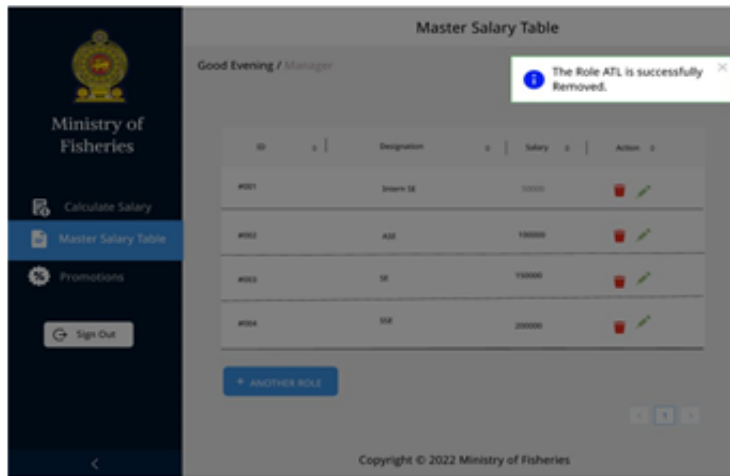 Master Salary Table
Good Evening / Manager
The Role ATL is successfully
Removed.
Ministry of
Fisheries
Calculate Salary
Master Salary Table
Promotions
Sign Out
ID Designation Salary Action
#001 Intern SE 50000
#002 ASE 100000
#003 SE 150000
#004 SSE 200000
+ ANOTHER ROLE
< 1 >
Copyright © 2022 Ministry of Fisheries